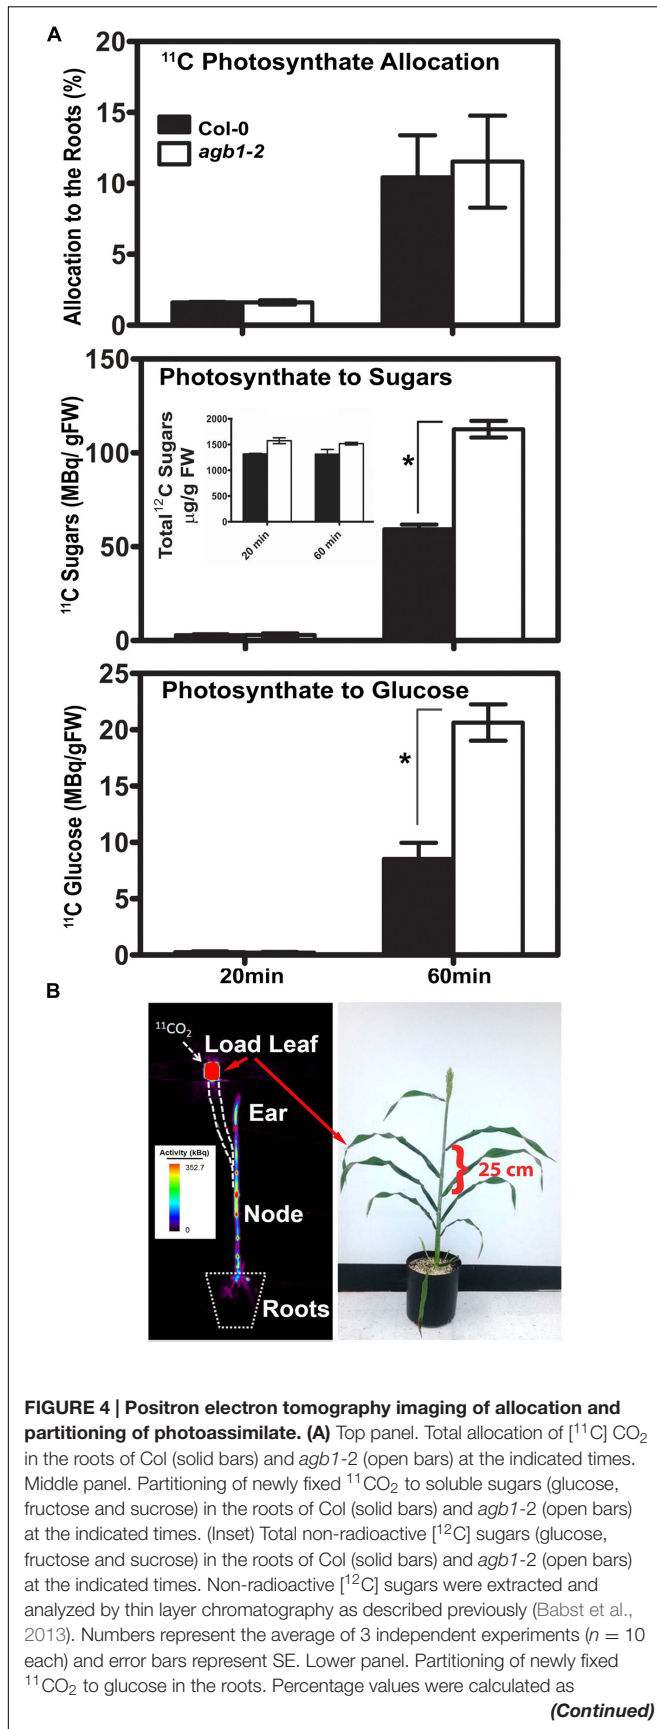 A
¹¹C Photosynthate Allocation
Allocation to the Roots (%)
20
15
10
5
0
Col-0
agb1-2
Photosynthate to Sugars
¹¹C Sugars (MBq/ gFW)
150
100
50
0
Total ¹²C Sugars
µg/g FW
2000
1500
1000
500
0
20 min
60 min
*
Photosynthate to Glucose
¹¹C Glucose (MBq/gFW)
25
20
15
10
5
0
*
20min
60min
B
¹¹CO₂
Load Leaf
Ear
Activity (kBq)
352.7
0
Node
Roots
25 cm
FIGURE 4 | Positron electron tomography imaging of allocation and
partitioning of photoassimilate. (A) Top panel. Total allocation of [¹¹C] CO₂
in the roots of Col (solid bars) and agb1-2 (open bars) at the indicated times.
Middle panel. Partitioning of newly fixed ¹¹CO₂ to soluble sugars (glucose,
fructose and sucrose) in the roots of Col (solid bars) and agb1-2 (open bars)
at the indicated times. (Inset) Total non-radioactive [¹²C] sugars (glucose,
fructose and sucrose) in the roots of Col (solid bars) and agb1-2 (open bars)
at the indicated times. Non-radioactive [¹²C] sugars were extracted and
analyzed by thin layer chromatography as described previously (Babst et al.,
2013). Numbers represent the average of 3 independent experiments (n = 10
each) and error bars represent SE. Lower panel. Partitioning of newly fixed
¹¹CO₂ to glucose in the roots. Percentage values were calculated as
(Continued)